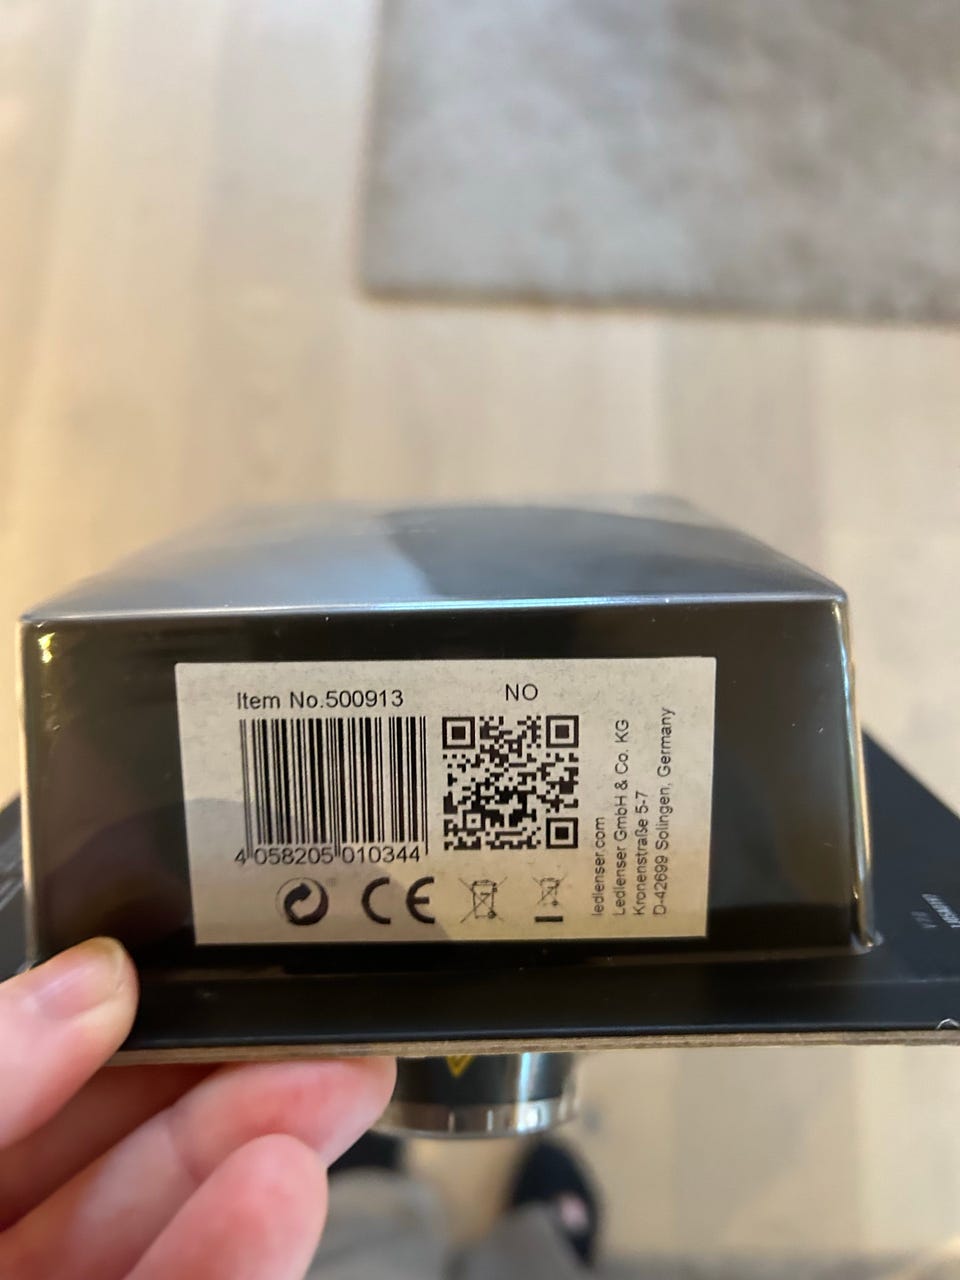 Item No.500913
NO
4 058205 010344
CE
ledlenser.com
Ledlenser GmbH & Co. KG
Kronenstraße 5-7
D-42699 Solingen, Germany